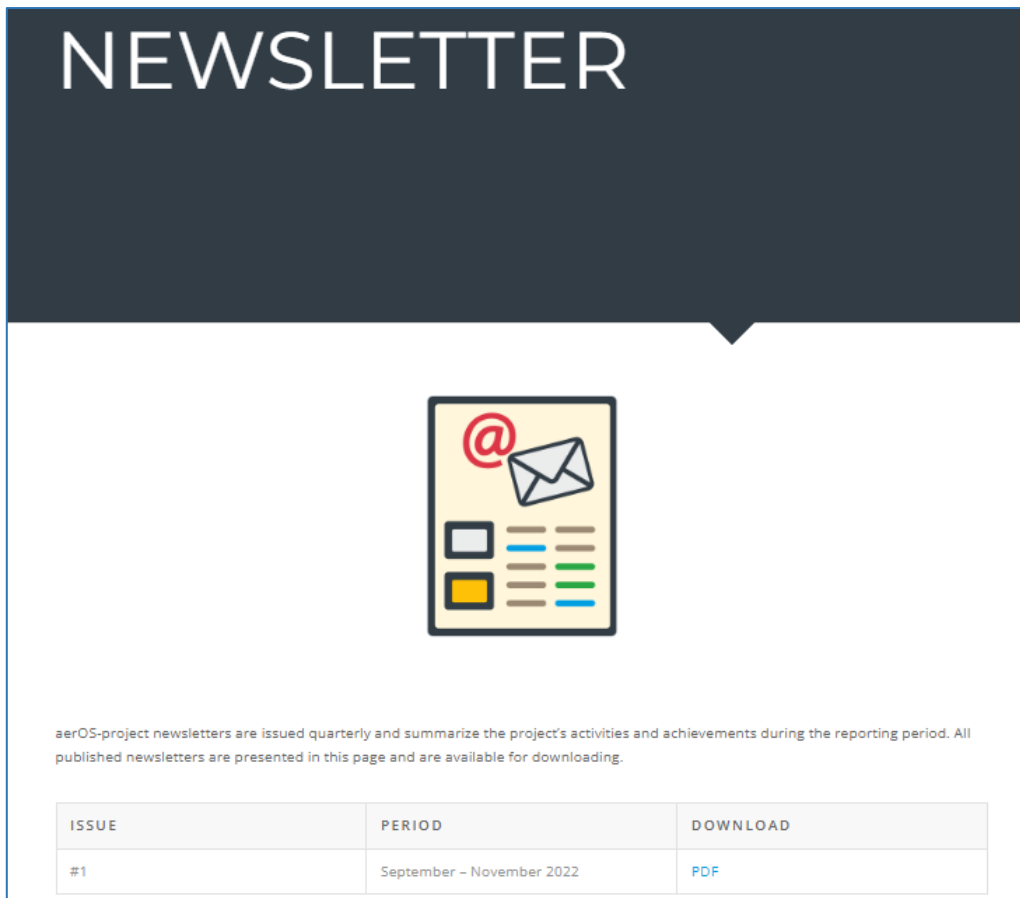 NEWSLETTER
@
aerOS-project newsletters are issued quarterly and summarize the project's activities and achievements during the reporting period. All
published newsletters are presented in this page and are available for downloading.
ISSUE PERIOD DOWNLOAD
#1 September – November 2022 PDF